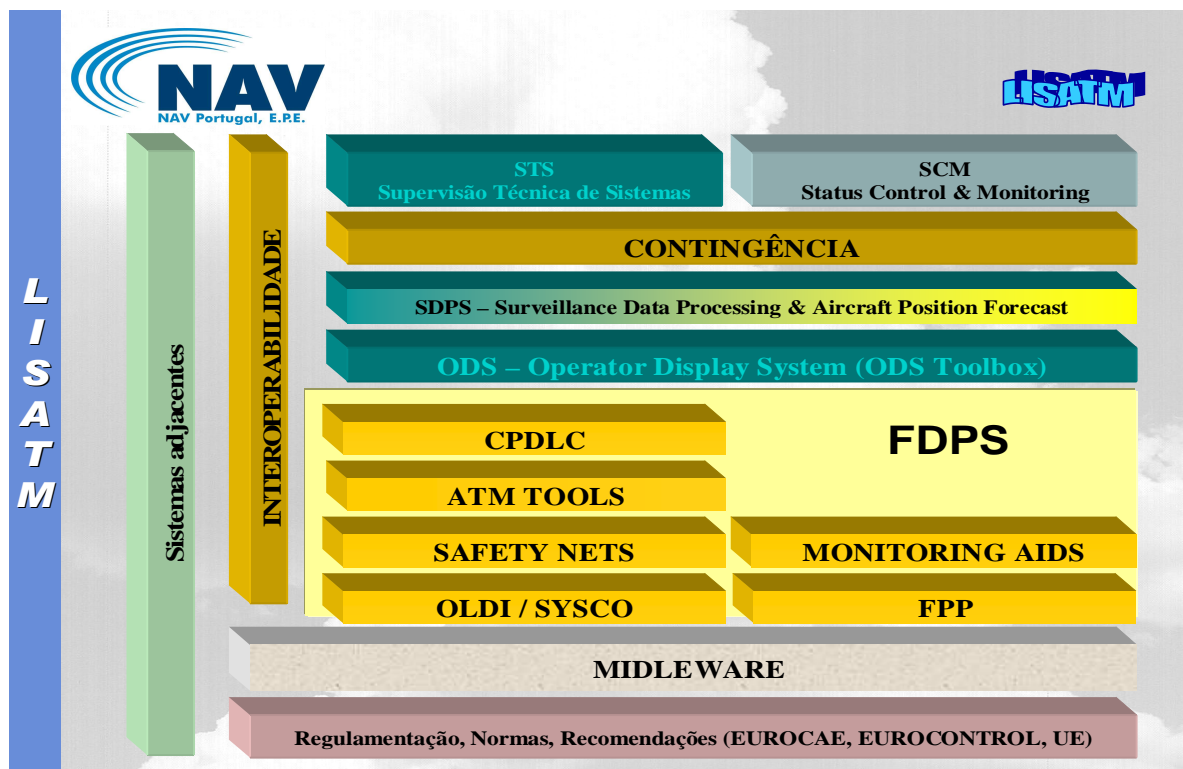 NAV
NAV Portugal, E.P.E.
LISATM
LISATM
STS
Supervisão Técnica de Sistemas
SCM
Status Control & Monitoring
CONTINGÊNCIA
SDPS – Surveillance Data Processing & Aircraft Position Forecast
ODS – Operator Display System (ODS Toolbox)
Sistemas adjacentes
INTEROPERABILIDADE
FDPS
CPDLC
ATM TOOLS
SAFETY NETS
MONITORING AIDS
OLDI / SYSCO
FPP
MIDLEWARE
Regulamentação, Normas, Recomendações (EUROCAE, EUROCONTROL, UE)